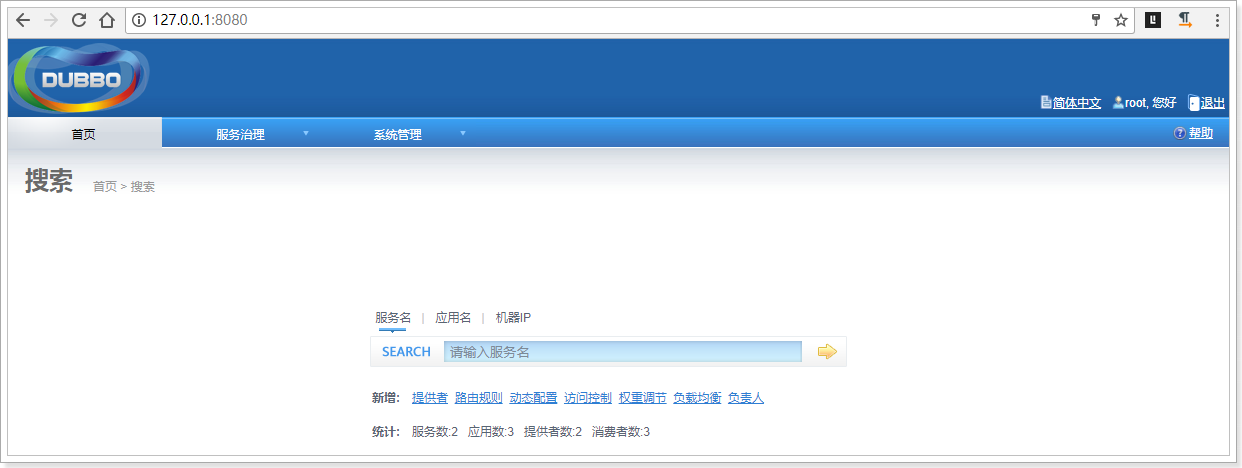 127.0.0.1:8080
DUBBO
简体中文 root, 您好 退出
首页 服务治理 系统管理 帮助
搜索 首页 > 搜索
服务名 | 应用名 | 机器IP
SEARCH 请输入服务名
新增: 提供者 路由规则 动态配置 访问控制 权重调节 负载均衡 负责人
统计: 服务数:2 应用数:3 提供者数:2 消费者数:3